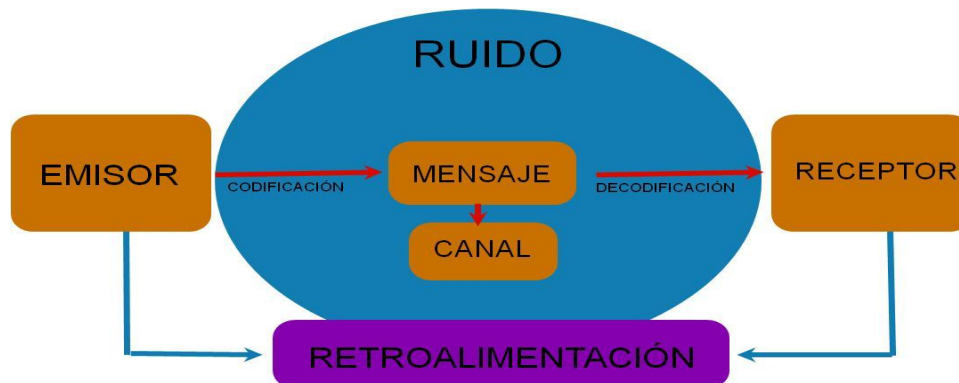 RUIDO
EMISOR
CODIFICACIÓN
MENSAJE
DECODIFICACIÓN
RECEPTOR
CANAL
RETROALIMENTACIÓN